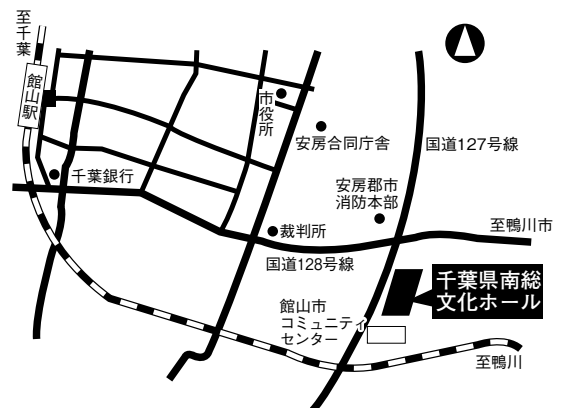 至千葉
館山駅
市役所
安房合同庁舎
国道127号線
千葉銀行
安房郡市
消防本部
裁判所
至鴨川市
国道128号線
千葉県南総
文化ホール
館山市
コミュニティ
センター
至鴨川